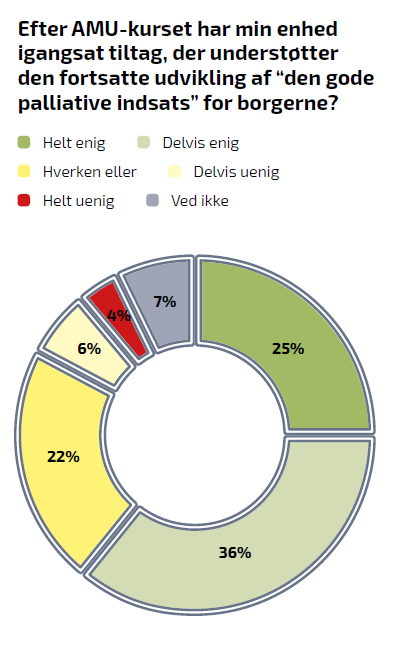 Efter AMU-kurset har min enhed
igangsat tiltag, der understøtter
den fortsatte udvikling af “den gode
palliative indsats” for borgerne?
Helt enig
Delvis enig
Hverken eller
Delvis uenig
Helt uenig
Ved ikke
7%
4%
25%
6%
22%
36%